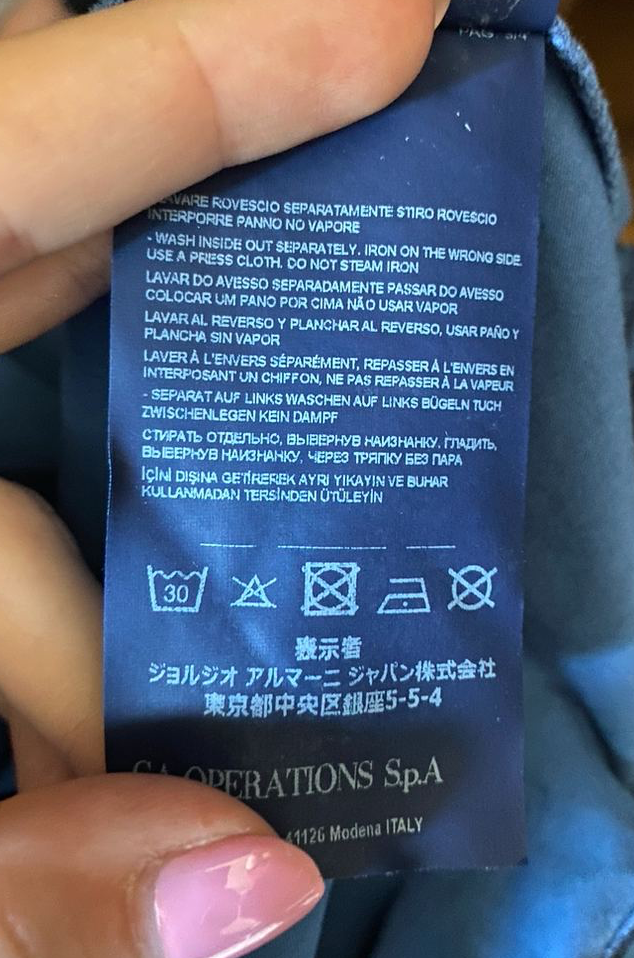 PAG. 3/4
LAVARE ROVESCIO SEPARATAMENTE STIRO ROVESCIO
INTERPORRE PANNO NO VAPORE
- WASH INSIDE OUT SEPARATELY. IRON ON THE WRONG SIDE.
USE A PRESS CLOTH. DO NOT STEAM IRON
LAVAR DO AVESSO SEPARADAMENTE PASSAR DO AVESSO
COLOCAR UM PANO POR CIMA NÃO USAR VAPOR
LAVAR AL REVERSO Y PLANCHAR AL REVERSO, USAR PAÑO Y
PLANCHA SIN VAPOR
LAVER À L'ENVERS SÉPARÉMENT, REPASSER À L'ENVERS EN
INTERPOSANT UN CHIFFON, NE PAS REPASSER À LA VAPEUR
- SEPARAT AUF LINKS WASCHEN AUF LINKS BÜGELN TUCH
ZWISCHENLEGEN KEIN DAMPF
СТИРАТЬ ОТДЕЛЬНО, ВЫВЕРНУВ НАИЗНАНКУ. ГЛАДИТЬ,
ВЫВЕРНУВ НАИЗНАНКУ, ЧЕРЕЗ ТРЯПКУ БЕЗ ПАРА
İÇİNİ DIŞINA GETİREREK AYRI YIKAYIN VE BUHAR
KULLANMADAN TERSİNDEN ÜTÜLEYİN
30
表示者
ジョルジオ アルマーニ ジャパン株式会社
東京都中央区銀座5-5-4
GA OPERATIONS S.p.A
41126 Modena ITALY